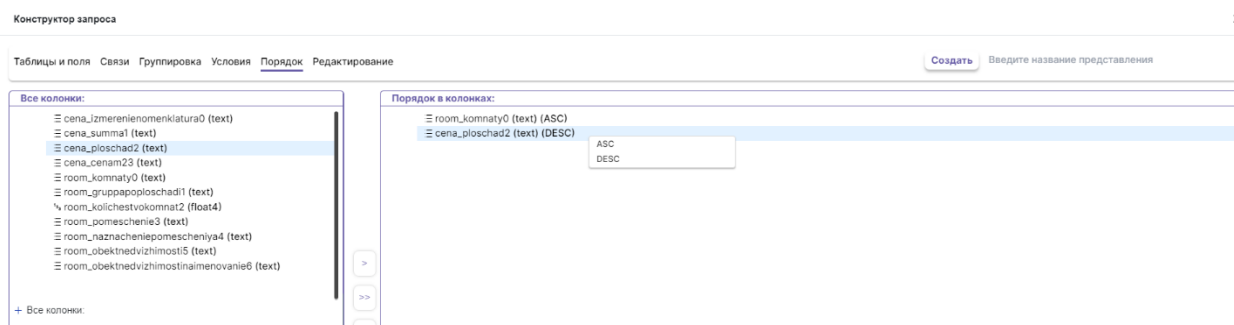 Конструктор запроса
Таблицы и поля Связи Группировка Условия Порядок Редактирование
Создать Введите название представления
Все колонки:
cena_izmerenienomenklatura0 (text)
cena_summa1 (text)
cena_ploschad2 (text)
cena_cenam23 (text)
room_komnaty0 (text)
room_gruppapoploschadi1 (text)
room_kolichestvokomnat2 (float4)
room_pomeschenie3 (text)
room_naznacheniepomescheniya4 (text)
room_obektnedvizhimosti5 (text)
room_obektnedvizhimostinaimenovanie6 (text)
+ Все колонки:
>
>>
Порядок в колонках:
room_komnaty0 (text) (ASC)
cena_ploschad2 (text) (DESC)
ASC
DESC